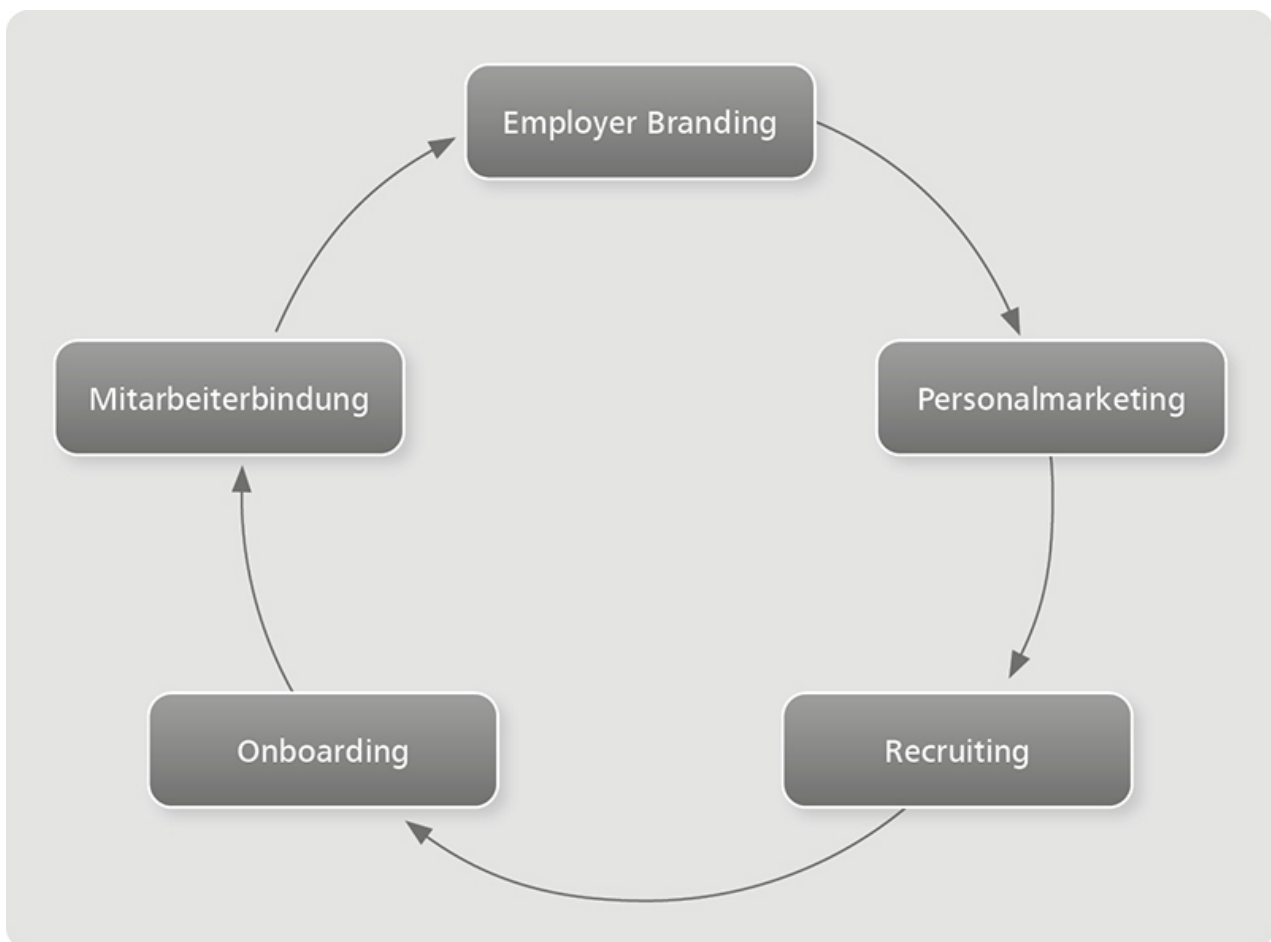 Employer Branding
Personalmarketing
Recruiting
Onboarding
Mitarbeiterbindung